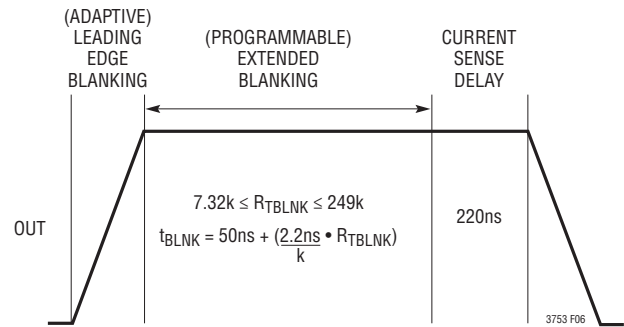 (ADAPTIVE)
LEADING
EDGE
BLANKING
(PROGRAMMABLE)
EXTENDED
BLANKING
CURRENT
SENSE
DELAY
OUT
7.32k ≤ RTBLNK ≤ 249k
tBLNK = 50ns + (2.2ns/k • RTBLNK)
220ns
3753 F06